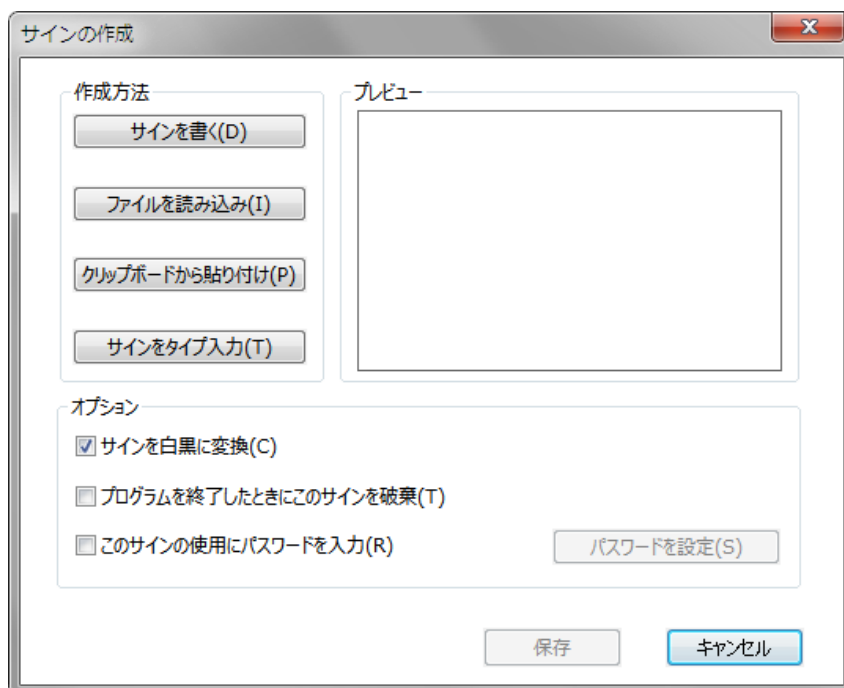 サインの作成
作成方法
サインを書く(D)
ファイルを読み込み(I)
クリップボードから貼り付け(P)
サインをタイプ入力(T)
プレビュー
オプション
サインを白黒に変換(C)
プログラムを終了したときにこのサインを破棄(T)
このサインの使用にパスワードを入力(R)
パスワードを設定(S)
保存
キャンセル